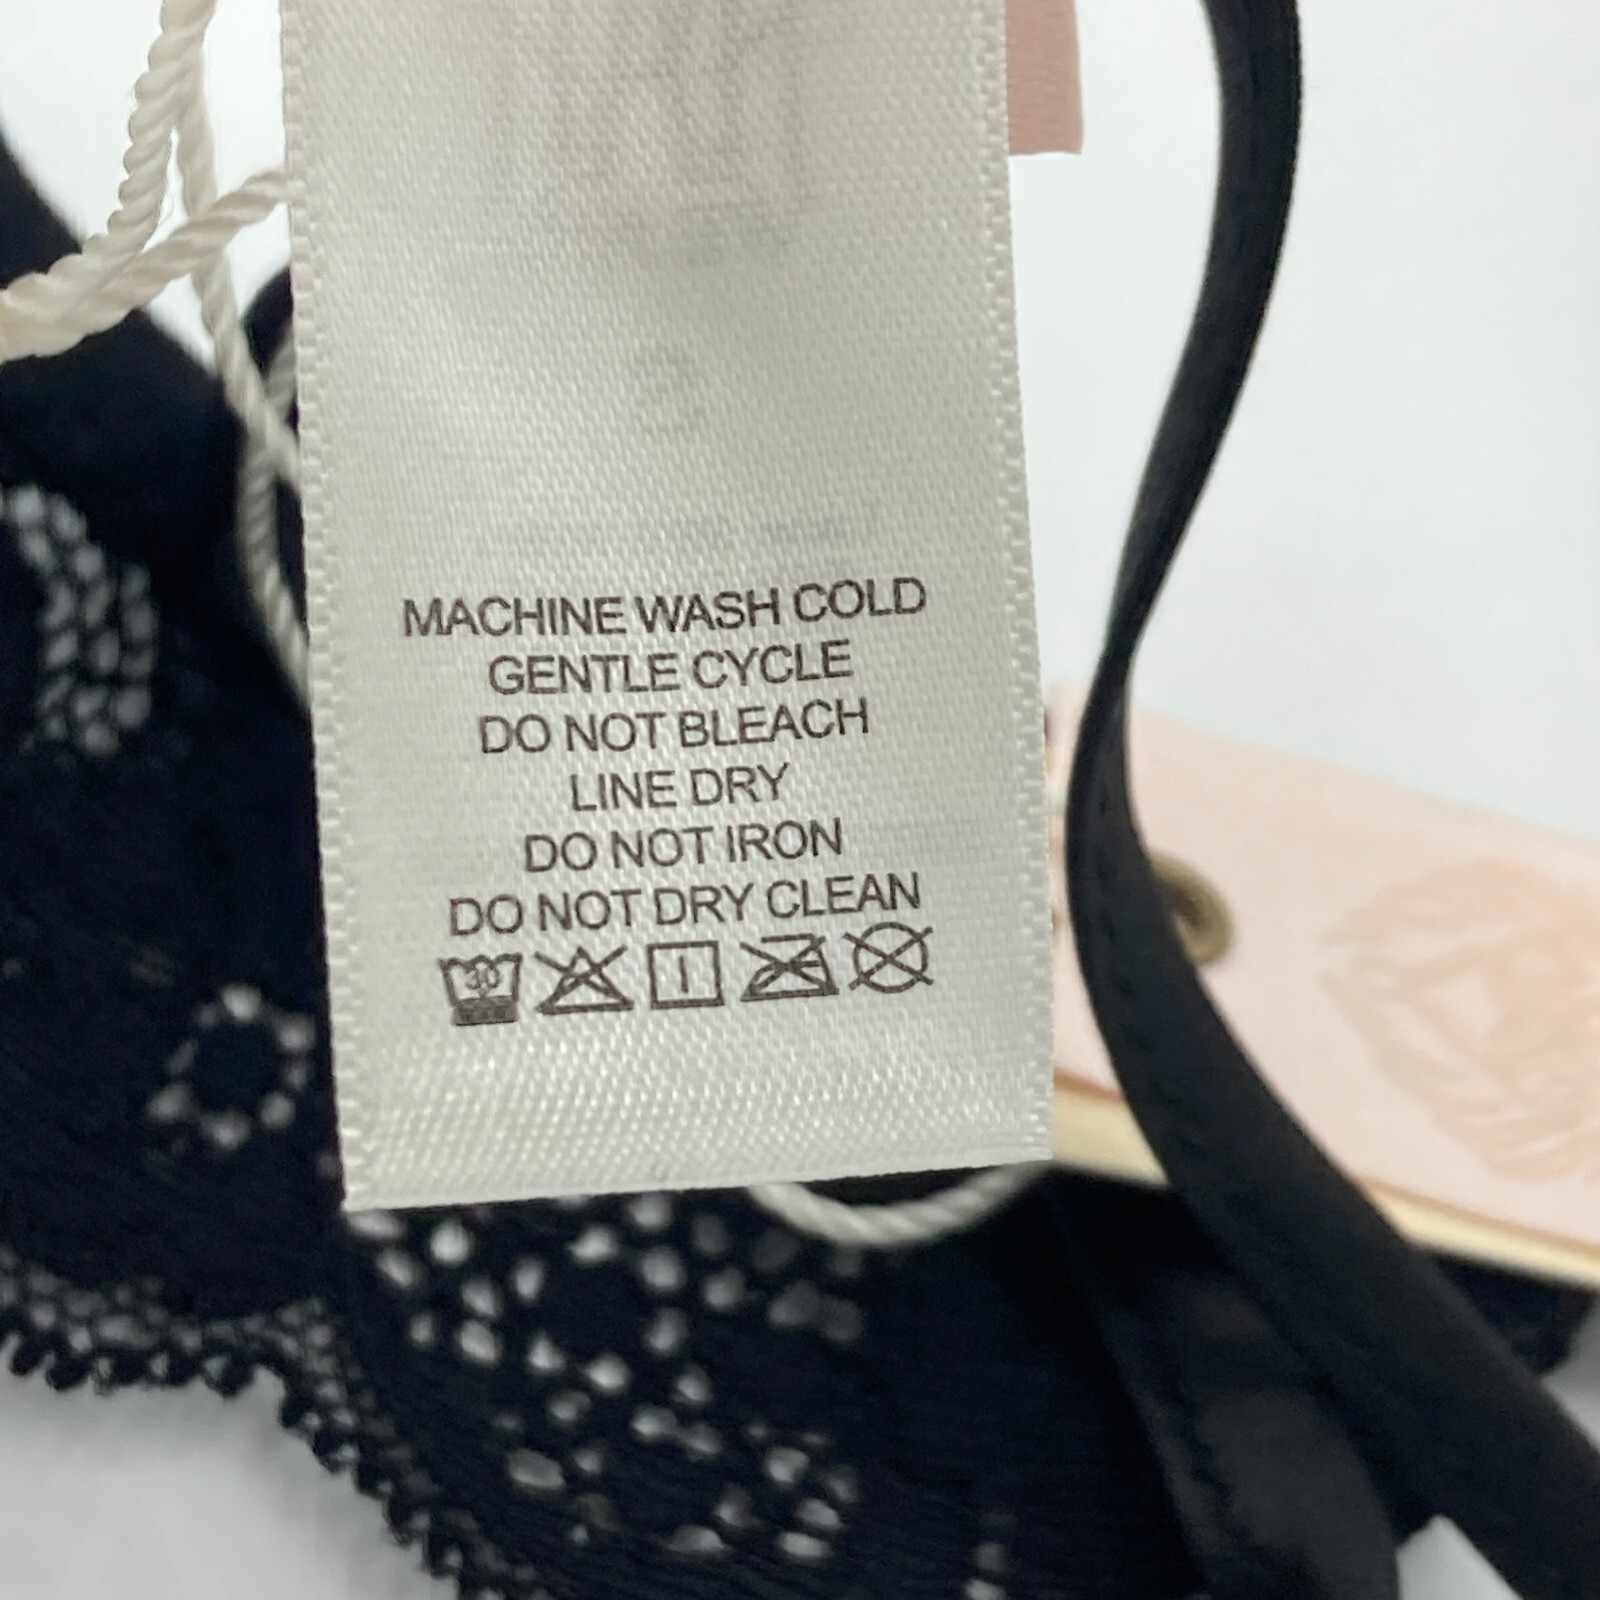 MACHINE WASH COLD
GENTLE CYCLE
DO NOT BLEACH
LINE DRY
DO NOT IRON
DO NOT DRY CLEAN
30